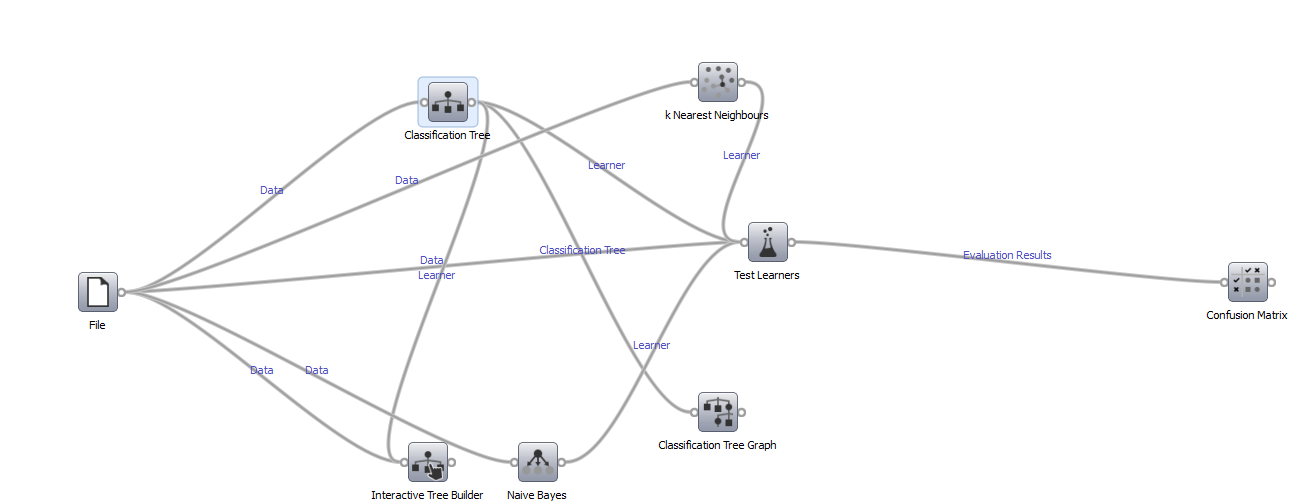 k Nearest Neighbours
Classification Tree
Learner
Learner
Data
Data
Classification Tree
Data
Learner
Test Learners
Evaluation Results
File
Confusion Matrix
Learner
Data
Data
Classification Tree Graph
Interactive Tree Builder
Naive Bayes